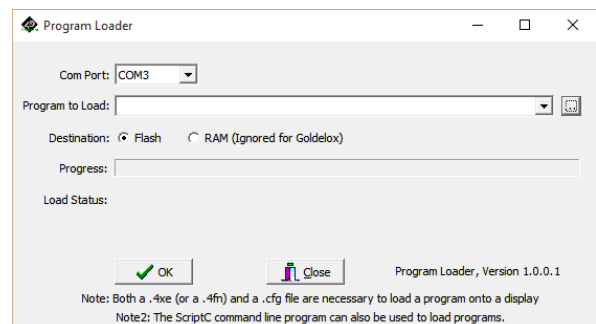 Program Loader
Com Port: COM3
Program to Load:
Destination: Flash RAM (Ignored for Goldelox)
Progress:
Load Status:
OK Close Program Loader, Version 1.0.0.1
Note: Both a .4xe (or a .4fn) and a .cfg file are necessary to load a program onto a display
Note2: The ScriptC command line program can also be used to load programs.